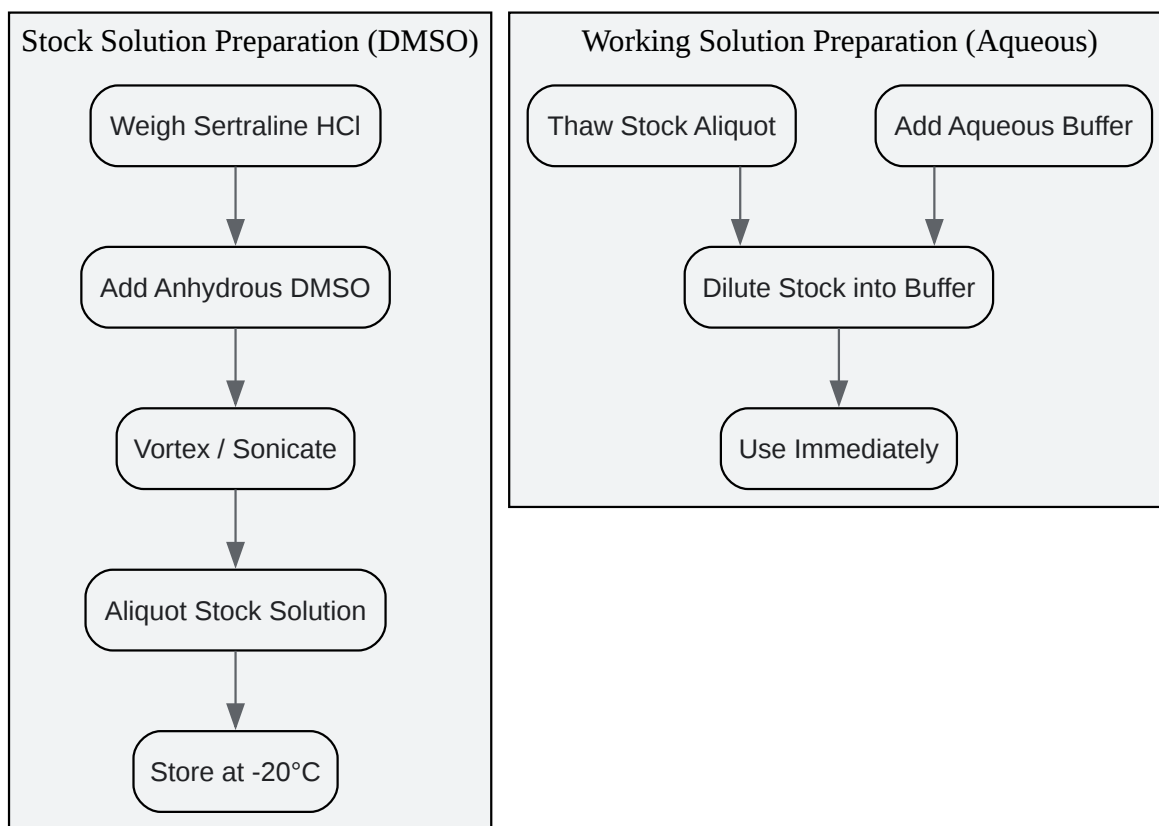 Stock Solution Preparation (DMSO)
Weigh Sertraline HCl
Add Anhydrous DMSO
Vortex / Sonicate
Aliquot Stock Solution
Store at -20°C
Working Solution Preparation (Aqueous)
Thaw Stock Aliquot
Add Aqueous Buffer
Dilute Stock into Buffer
Use Immediately